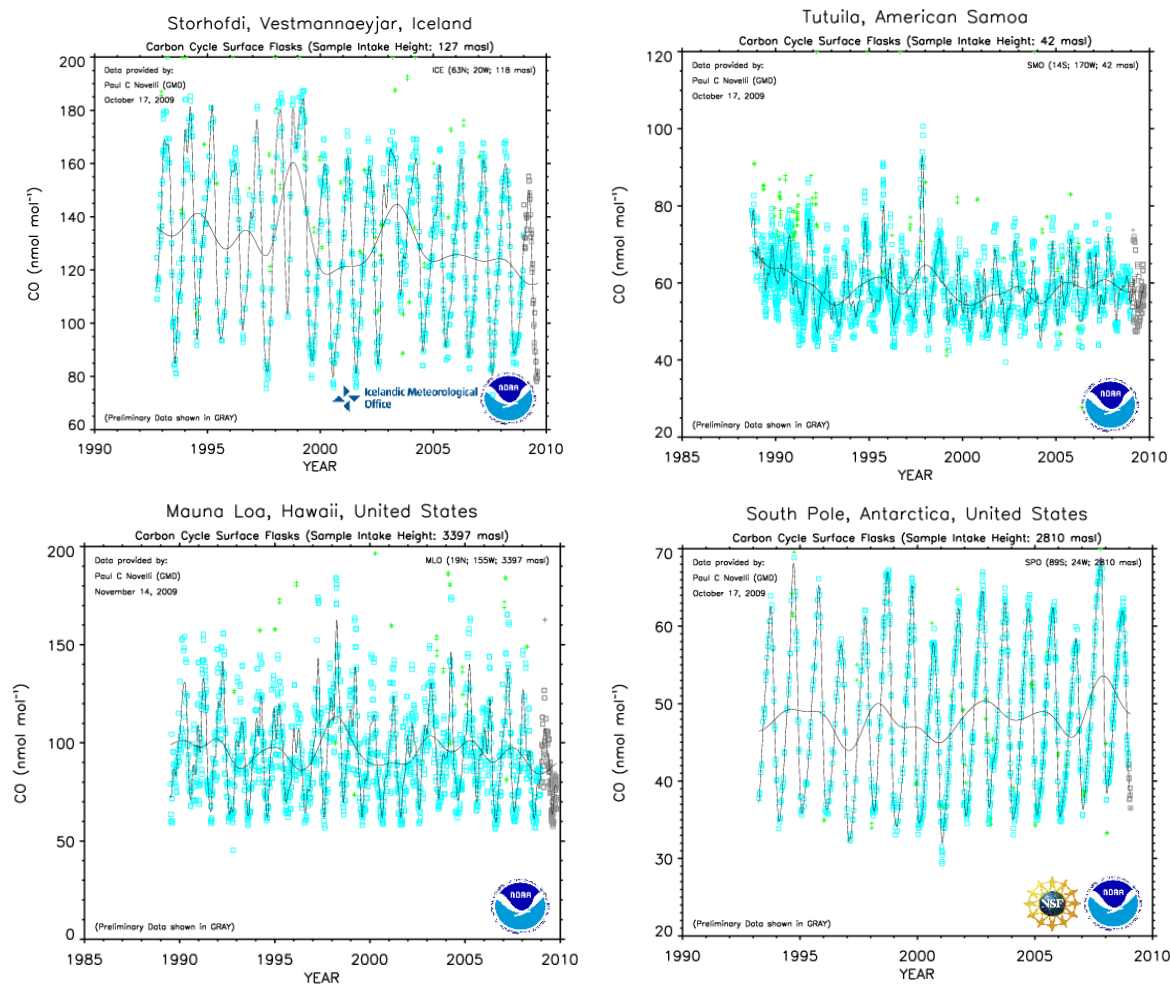 Storhofdi, Vestmannaeyjar, Iceland
Carbon Cycle Surface Flasks (Sample Intake Height: 127 masl)
200
180
160
140
120
100
80
60
CO (nmol mol⁻¹)
Data provided by:
Paul C Novelli (GMD)
October 17, 2009
ICE (63N; 20W; 118 masl)
Icelandic Meteorological
Office
NOAA
(Preliminary Data shown in GRAY)
1990 1995 2000 2005 2010
YEAR
Tutuila, American Samoa
Carbon Cycle Surface Flasks (Sample Intake Height: 42 masl)
120
100
80
60
40
20
CO (nmol mol⁻¹)
Data provided by:
Paul C Novelli (GMD)
October 17, 2009
SMO (14S; 170W; 42 masl)
NOAA
(Preliminary Data shown in GRAY)
1985 1990 1995 2000 2005 2010
YEAR
Mauna Loa, Hawaii, United States
Carbon Cycle Surface Flasks (Sample Intake Height: 3397 masl)
200
150
100
50
0
CO (nmol mol⁻¹)
Data provided by:
Paul C Novelli (GMD)
November 14, 2009
MLO (19N; 155W; 3397 masl)
NOAA
(Preliminary Data shown in GRAY)
1985 1990 1995 2000 2005 2010
YEAR
South Pole, Antarctica, United States
Carbon Cycle Surface Flasks (Sample Intake Height: 2810 masl)
70
60
50
40
30
20
CO (nmol mol⁻¹)
Data provided by:
Paul C Novelli (GMD)
October 17, 2009
SPO (89S; 24W; 2810 masl)
NSF
NOAA
(Preliminary Data shown in GRAY)
1990 1995 2000 2005 2010
YEAR